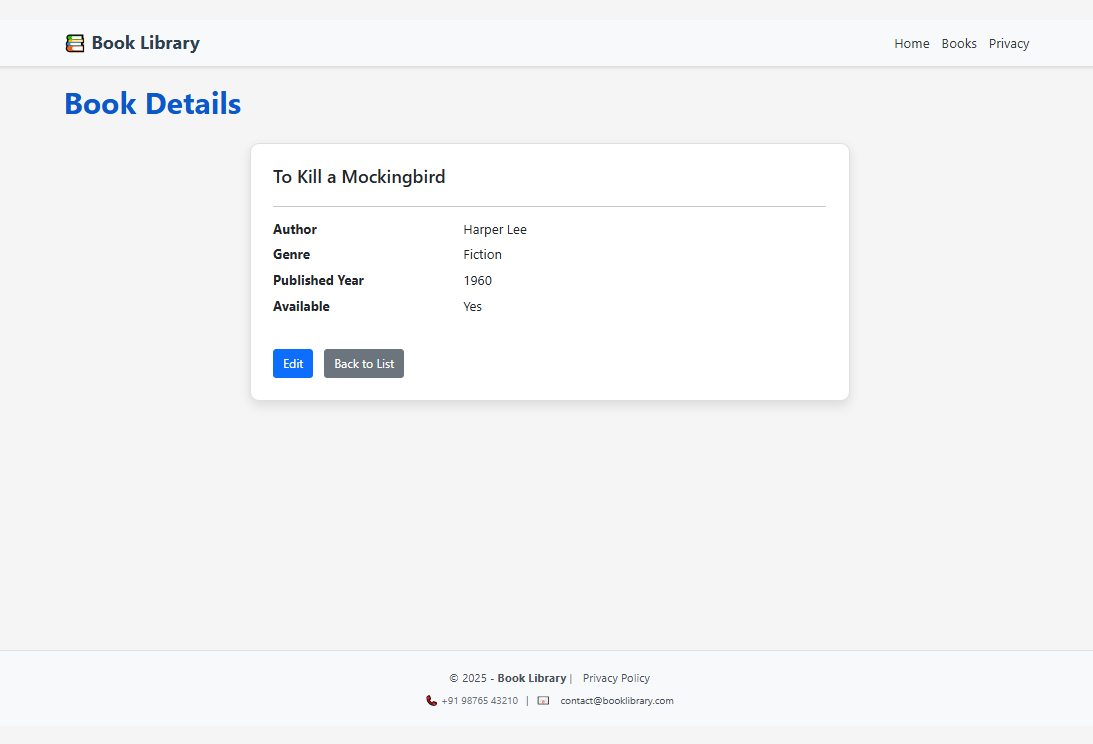 Book Library
Home Books Privacy
Book Details
To Kill a Mockingbird
Author Harper Lee
Genre Fiction
Published Year 1960
Available Yes
Edit Back to List
© 2025 - Book Library | Privacy Policy
+91 98765 43210 | contact@booklibrary.com